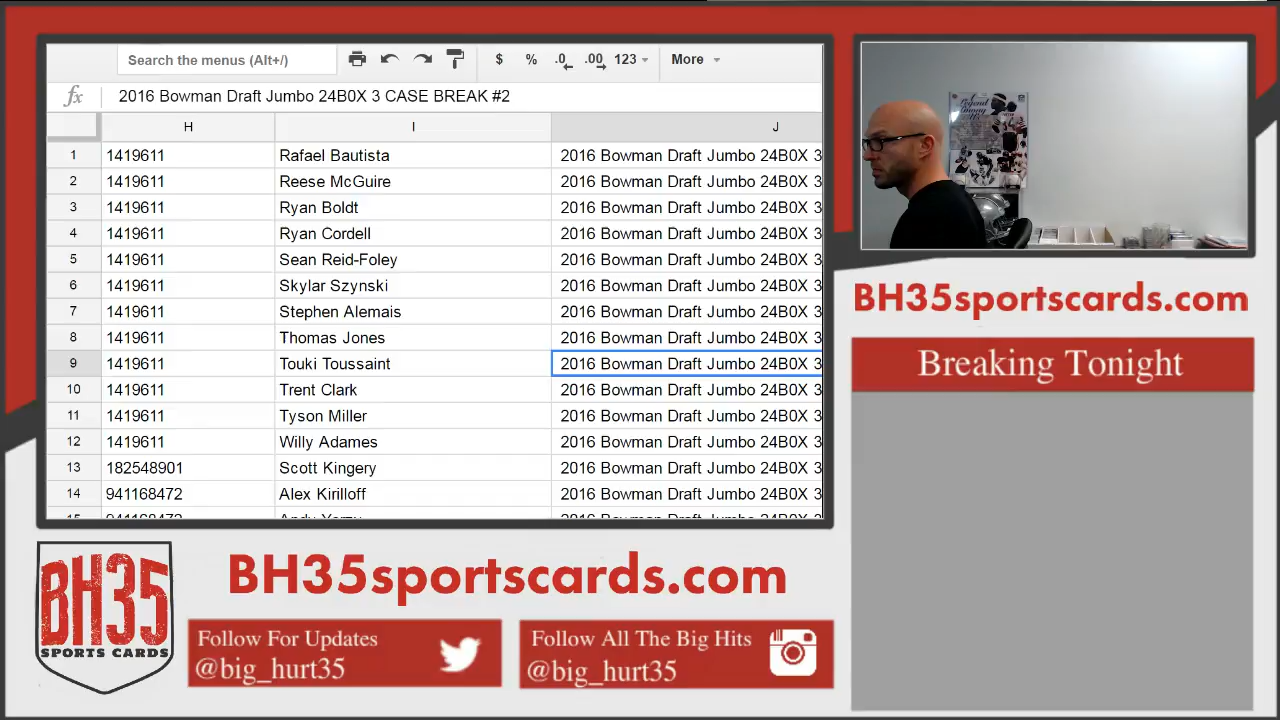 Search the menus (Alt+/)
$ % .0 .00 123 More
fx 2016 Bowman Draft Jumbo 24B0X 3 CASE BREAK #2
H I J
1 1419611 Rafael Bautista 2016 Bowman Draft Jumbo 24B0X 3
2 1419611 Reese McGuire 2016 Bowman Draft Jumbo 24B0X 3
3 1419611 Ryan Boldt 2016 Bowman Draft Jumbo 24B0X 3
4 1419611 Ryan Cordell 2016 Bowman Draft Jumbo 24B0X 3
5 1419611 Sean Reid-Foley 2016 Bowman Draft Jumbo 24B0X 3
6 1419611 Skylar Szynski 2016 Bowman Draft Jumbo 24B0X 3
7 1419611 Stephen Alemais 2016 Bowman Draft Jumbo 24B0X 3
8 1419611 Thomas Jones 2016 Bowman Draft Jumbo 24B0X 3
9 1419611 Touki Toussaint 2016 Bowman Draft Jumbo 24B0X 3
10 1419611 Trent Clark 2016 Bowman Draft Jumbo 24B0X 3
11 1419611 Tyson Miller 2016 Bowman Draft Jumbo 24B0X 3
12 1419611 Willy Adames 2016 Bowman Draft Jumbo 24B0X 3
13 182548901 Scott Kingery 2016 Bowman Draft Jumbo 24B0X 3
14 941168472 Alex Kirilloff 2016 Bowman Draft Jumbo 24B0X 3
Legend
BH35sportscards.com
Breaking Tonight
BH35
SPORTS CARDS
BH35sportscards.com
Follow For Updates
@big_hurt35
Follow All The Big Hits
@big_hurt35